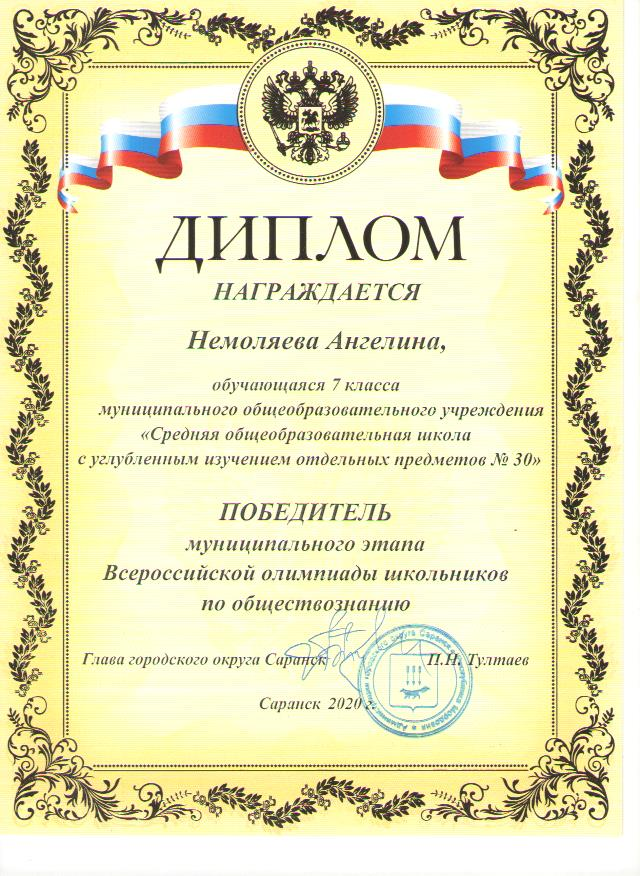 ДИПЛОМ
НАГРАЖДАЕТСЯ
Немоляева Ангелина,
обучающаяся 7 класса
муниципального общеобразовательного учреждения
«Средняя общеобразовательная школа
с углубленным изучением отдельных предметов № 30»
ПОБЕДИТЕЛЬ
муниципального этапа
Всероссийской олимпиады школьников
по обществознанию
Глава городского округа Саранск П.Н. Тултаев
Саранск 2020 г.